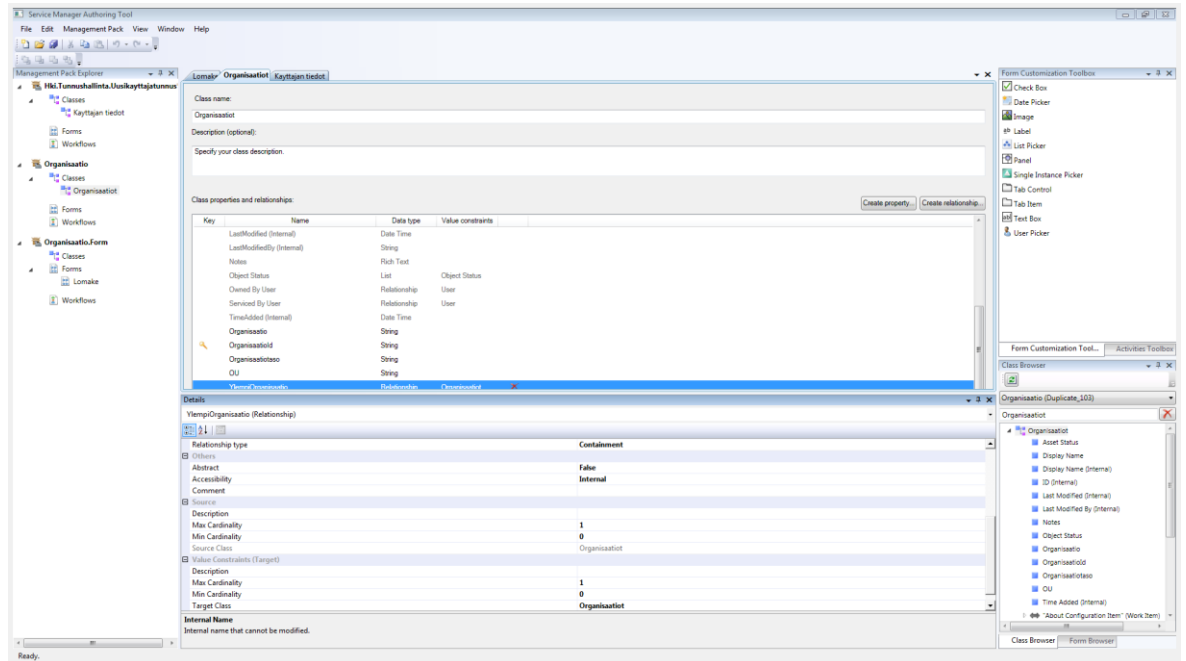 Service Manager Authoring Tool
File Edit Management Pack View Window Help
Management Pack Explorer
Hki.Tunnushallinta.Uusikayttajatunnus
Classes
Kayttajan tiedot
Forms
Workflows
Organisaatio
Classes
Organisaatiot
Forms
Workflows
Organisaatio.Form
Classes
Forms
Lomake
Workflows
Lomake Organisaatiot Kayttajan tiedot
Class name:
Organisaatiot
Description (optional):
Specify your class description.
Class properties and relationships:
Create property... Create relationship...
Key Name Data type Value constraints
LastModified (Internal) Date Time
LastModifiedBy (Internal) String
Notes Rich Text
Object Status List Object Status
Owned By User Relationship User
Serviced By User Relationship User
TimeAdded (Internal) Date Time
Organisaatio String
OrganisaatioId String
Organisaatiotaso String
OU String
YlempiOrganisaatio Relationship Organisaatiot
Details
YlempiOrganisaatio (Relationship)
Relationship type Containment
Others
Abstract False
Accessibility Internal
Comment
Source
Description
Max Cardinality 1
Min Cardinality 0
Source Class Organisaatiot
Value Constraints (Target)
Description
Max Cardinality 1
Min Cardinality 0
Target Class Organisaatiot
Internal Name
Internal name that cannot be modified.
Form Customization Toolbox
Check Box
Date Picker
Image
Label
List Picker
Panel
Single Instance Picker
Tab Control
Tab Item
Text Box
User Picker
Form Customization Tool... Activities Toolbox
Class Browser
Organisaatio (Duplicate_103)
Organisaatiot
Organisaatiot
Asset Status
Display Name
Display Name (Internal)
ID (Internal)
Last Modified (Internal)
Last Modified By (Internal)
Notes
Object Status
Organisaatio
OrganisaatioId
Organisaatiotaso
OU
Time Added (Internal)
"About Configuration Item" (Work Item)
Class Browser Form Browser
Ready.